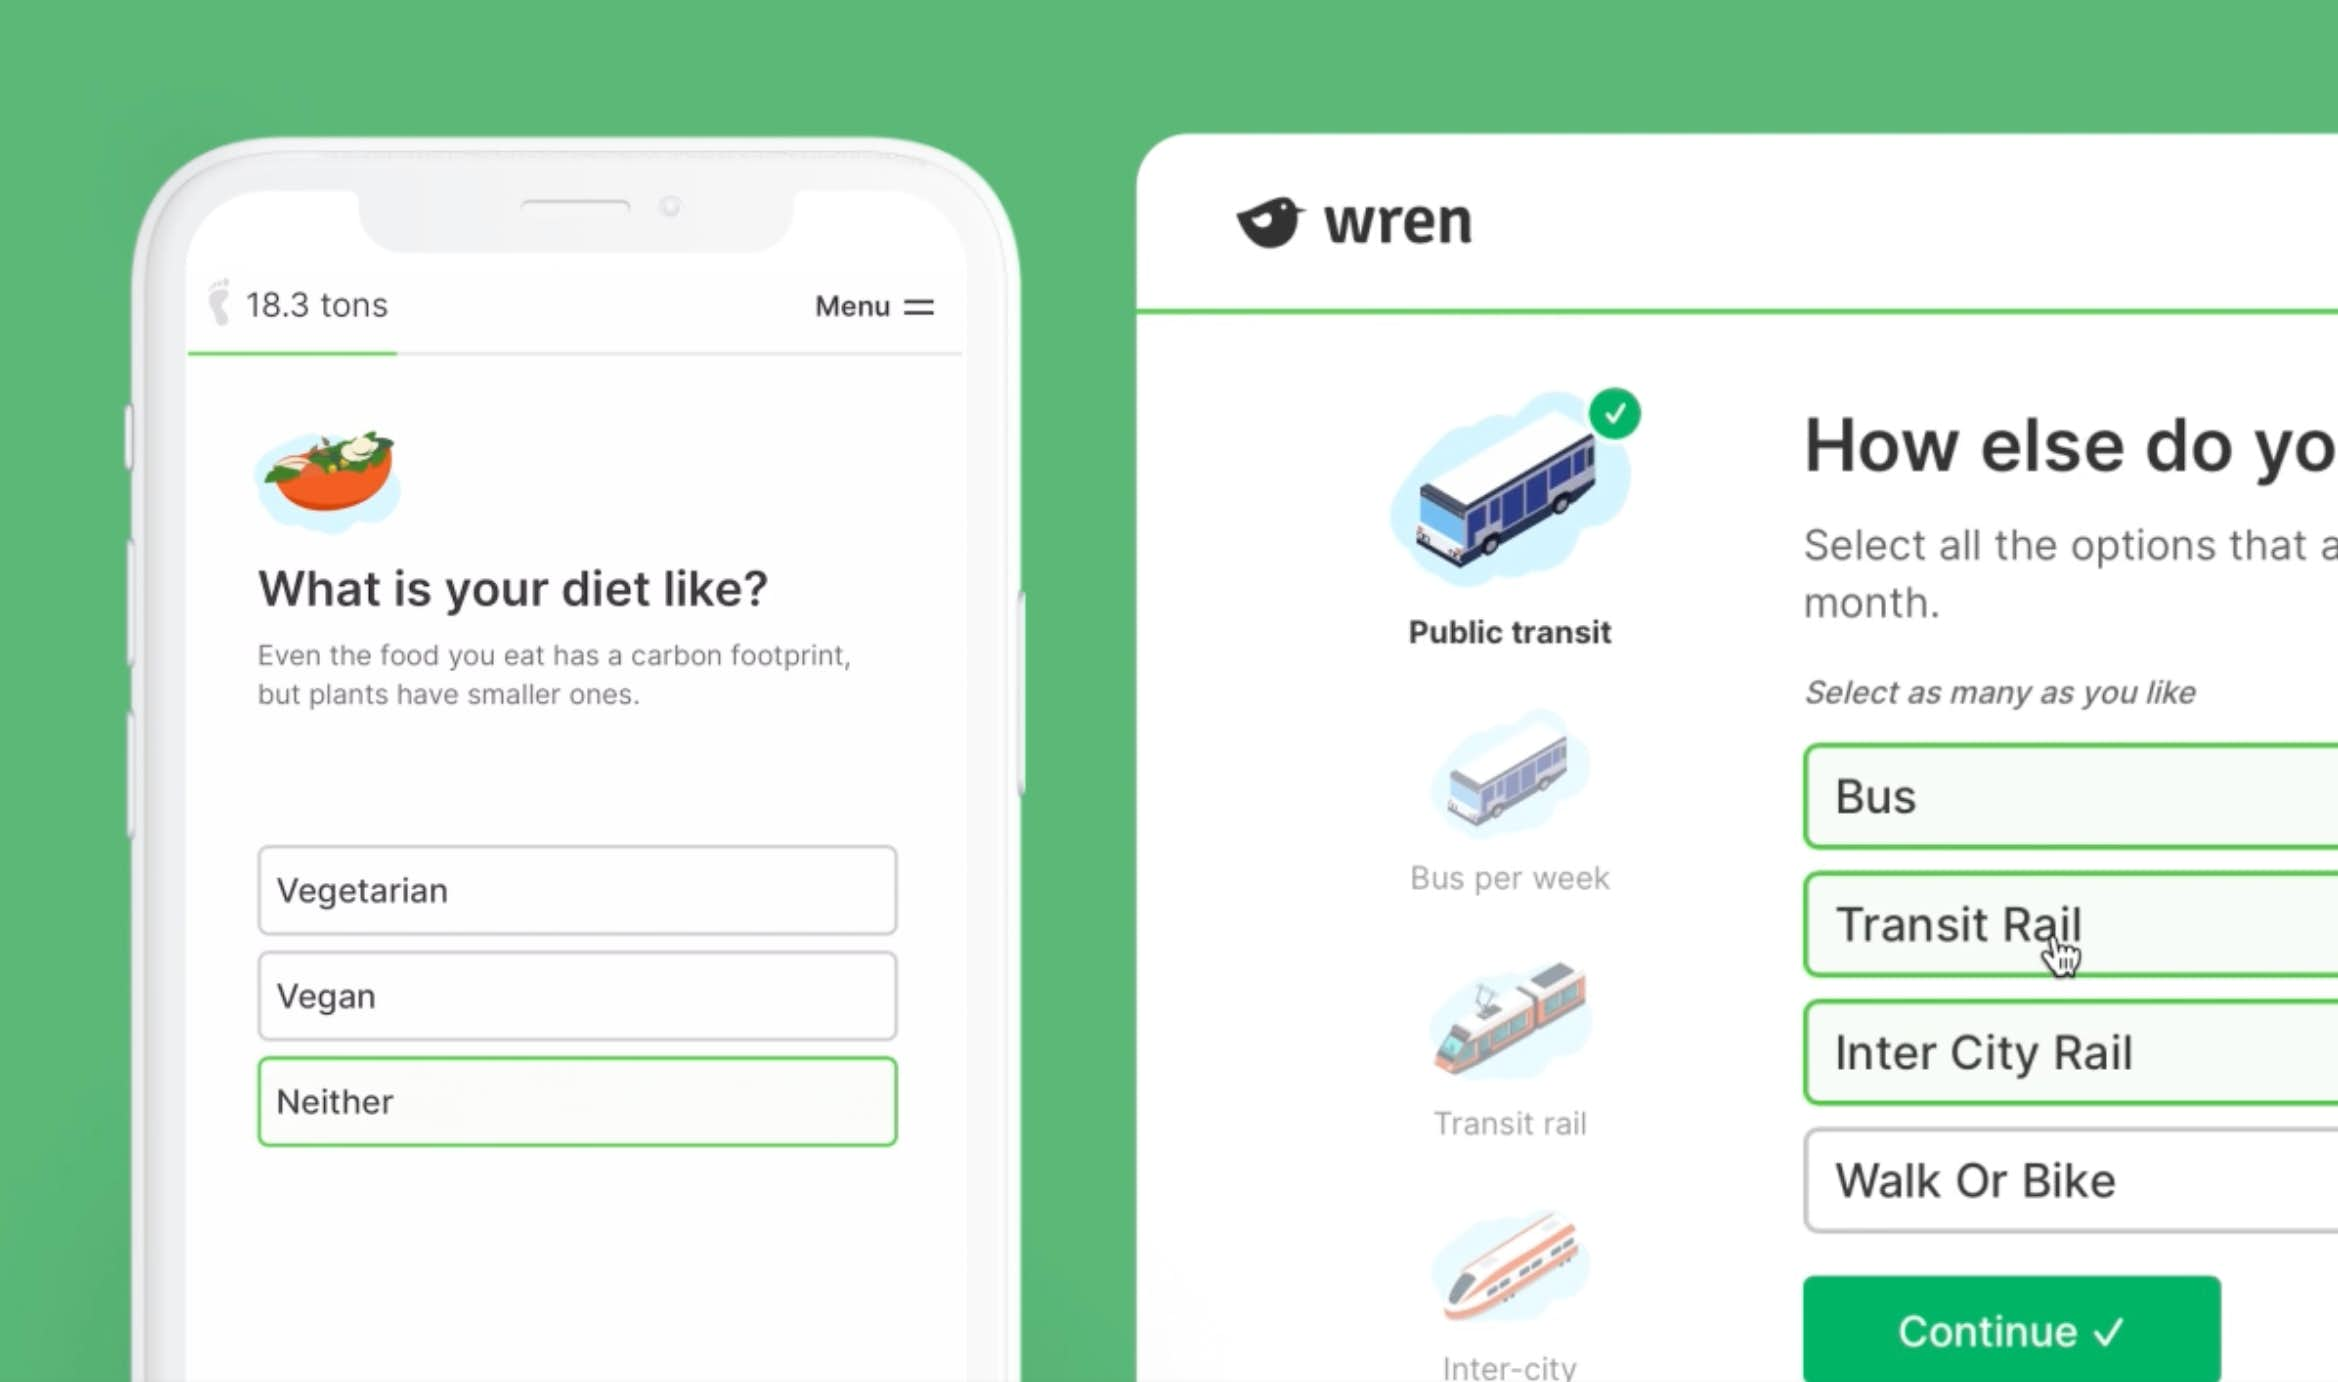 18.3 tons
Menu
What is your diet like?
Even the food you eat has a carbon footprint,
but plants have smaller ones.
Vegetarian
Vegan
Neither
wren
Public transit
Bus per week
Transit rail
Inter-city
How else do yo
Select all the options that a
month.
Select as many as you like
Bus
Transit Rail
Inter City Rail
Walk Or Bike
Continue ✓